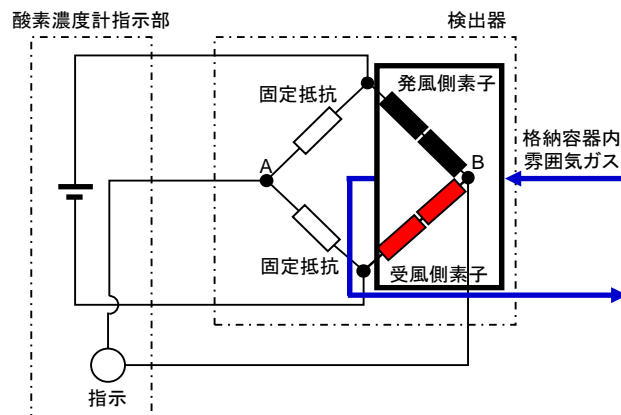 酸素濃度計指示部
検出器
固定抵抗
発風側素子
格納容器内
雰囲気ガス
A
B
固定抵抗
受風側素子
指示